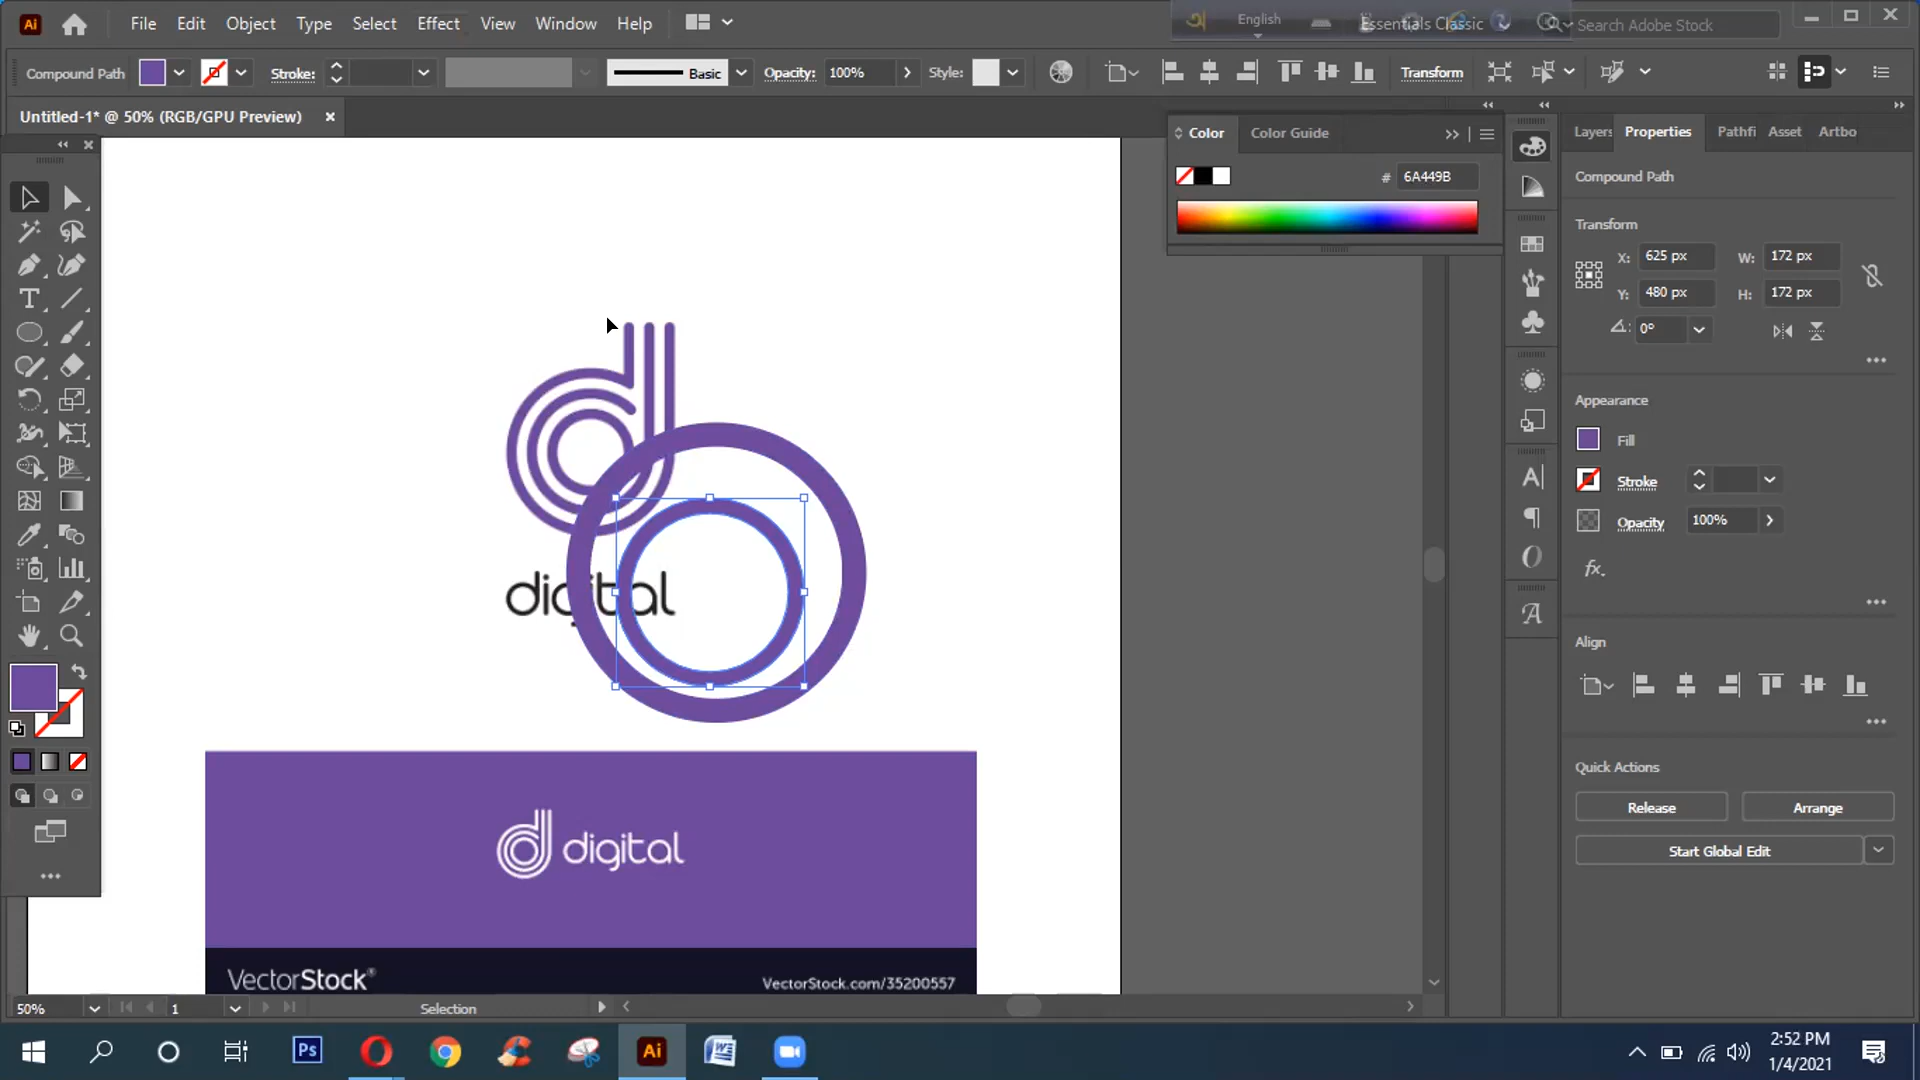 Ai File Edit Object Type Select Effect View Window Help English Essentials Classic Search Adobe Stock
Compound Path Stroke: Basic Opacity: 100% Style: Transform
Untitled-1* @ 50% (RGB/GPU Preview)
Color Color Guide
# 6A449B
Layers Properties Pathfi Asset Artbo
Compound Path
Transform
X: 625 px W: 172 px
Y: 480 px H: 172 px
0°
Appearance
Fill
Stroke
Opacity 100%
fx.
Align
Quick Actions
Release Arrange
Start Global Edit
digital
digital
VectorStock®
VectorStock.com/35200557
50% 1 Selection
Ps Ai
2:52 PM
1/4/2021